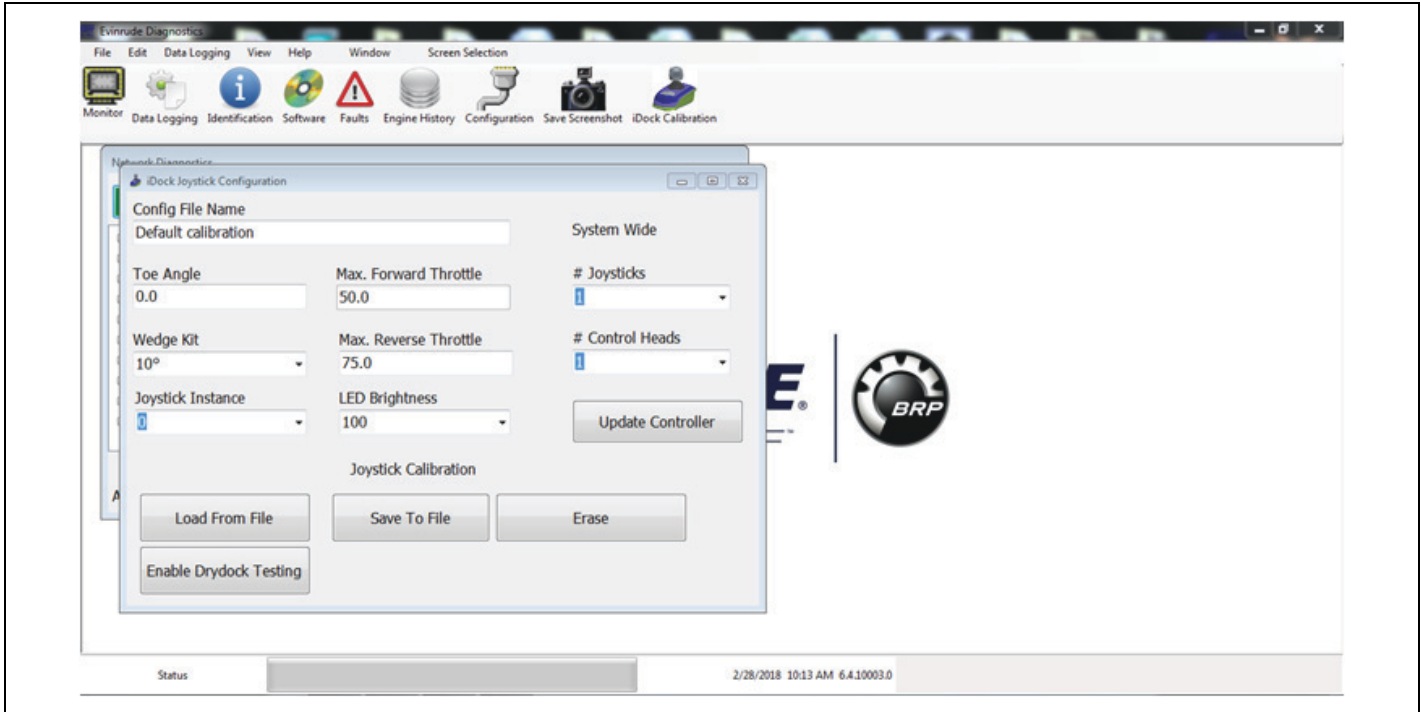 Evinrude Diagnostics
File Edit Data Logging View Help Window Screen Selection
Monitor Data Logging Identification Software Faults Engine History Configuration Save Screenshot iDock Calibration
Network Diagnostics
iDock Joystick Configuration
Config File Name
Default calibration
System Wide
Toe Angle Max. Forward Throttle # Joysticks
0.0 50.0 1
Wedge Kit Max. Reverse Throttle # Control Heads
10° 75.0 1
Joystick Instance LED Brightness
0 100 Update Controller
E®
BRP
Joystick Calibration
A
Load From File Save To File Erase
Enable Drydock Testing
Status 2/28/2018 10:13 AM 6.4.10003.0